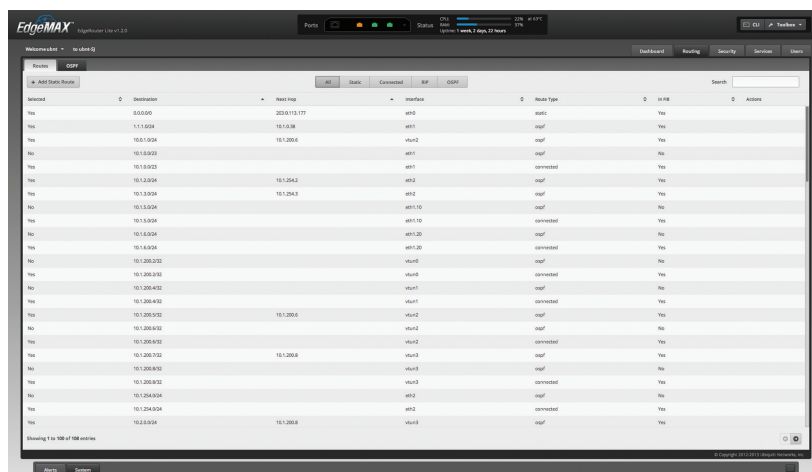 EdgeMAX EdgeRouter Lite v1.2.0 Ports Status CPU: 22% at 63°C
RAM: 37%
Uptime: 1 week, 2 days, 22 hours
CLI Toolbox
Welcome ubnt to ubnt-SJ Dashboard Routing Security Services Users
Routes OSPF
+ Add Static Route All Static Connected RIP OSPF Search
Selected Destination Next Hop Interface Route Type In FIB Actions
Yes 0.0.0.0/0 203.0.113.177 eth0 static Yes
Yes 1.1.1.0/24 10.1.0.38 eth1 ospf Yes
Yes 10.0.1.0/24 10.1.200.6 vtun2 ospf Yes
No 10.1.0.0/23 eth1 ospf No
Yes 10.1.0.0/23 eth1 connected Yes
Yes 10.1.2.0/24 10.1.254.2 eth2 ospf Yes
Yes 10.1.3.0/24 10.1.254.3 eth2 ospf Yes
No 10.1.5.0/24 eth1.10 ospf No
Yes 10.1.5.0/24 eth1.10 connected Yes
No 10.1.6.0/24 eth1.20 ospf No
Yes 10.1.6.0/24 eth1.20 connected Yes
No 10.1.200.2/32 vtun0 ospf No
Yes 10.1.200.2/32 vtun0 connected Yes
No 10.1.200.4/32 vtun1 ospf No
Yes 10.1.200.4/32 vtun1 connected Yes
Yes 10.1.200.5/32 10.1.200.6 vtun2 ospf Yes
No 10.1.200.6/32 vtun2 ospf No
Yes 10.1.200.6/32 vtun2 connected Yes
Yes 10.1.200.7/32 10.1.200.8 vtun3 ospf Yes
No 10.1.200.8/32 vtun3 ospf No
Yes 10.1.200.8/32 vtun3 connected Yes
No 10.1.254.0/24 eth2 ospf No
Yes 10.1.254.0/24 eth2 connected Yes
Yes 10.2.0.0/24 10.1.200.8 vtun3 ospf Yes
Showing 1 to 100 of 108 entries
© Copyright 2012-2013 Ubiquiti Networks, Inc.
Alerts System